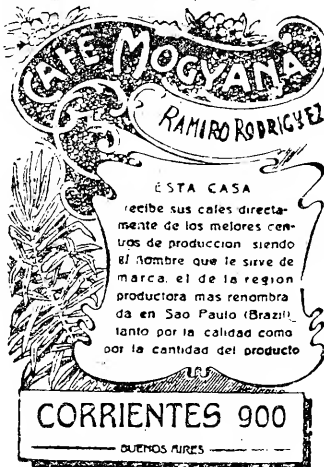 CAFE MOGYANA
RAMIRO RODRIGUEZ
ESTA CASA
recibe sus cafes directa-
mente de los mejores cen-
tros de produccion siendo
el nombre que le sirve de
marca, el de la region
productora mas renombra
da en Sao Paulo (Brazil)
tanto por la calidad como
por la cantidad del producto
CORRIENTES 900
BUENOS AIRES